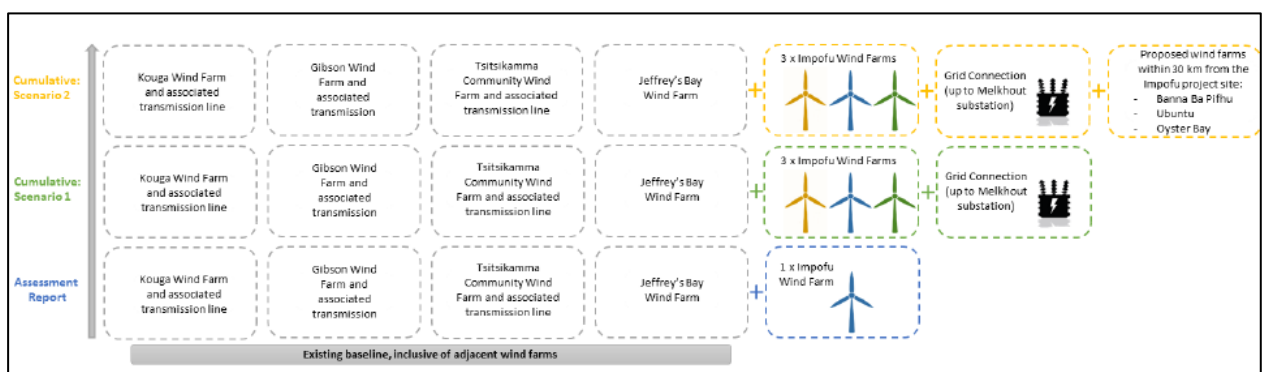 Cumulative:
Scenario 2
Kouga Wind Farm
and associated
transmission line
Gibson Wind
Farm and
associated
transmission
Tsitsikamma
Community Wind
Farm and associated
transmission line
Jeffrey's Bay
Wind Farm
+
3 x Impofu Wind Farms
+
Grid Connection
(up to Melkhout
substation)
+
Proposed wind farms
within 30 km from the
Impofu project site:
- Banna Ba Pifhu
- Ubuntu
- Oyster Bay
Cumulative:
Scenario 1
Kouga Wind Farm
and associated
transmission line
Gibson Wind
Farm and
associated
transmission
Tsitsikamma
Community Wind
Farm and associated
transmission line
Jeffrey's Bay
Wind Farm
+
3 x Impofu Wind Farms
+
Grid Connection
(up to Melkhout
substation)
Assessment
Report
Kouga Wind Farm
and associated
transmission line
Gibson Wind
Farm and
associated
transmission
Tsitsikamma
Community Wind
Farm and associated
transmission line
Jeffrey's Bay
Wind Farm
+
1 x Impofu
Wind Farm
Existing baseline, inclusive of adjacent wind farms